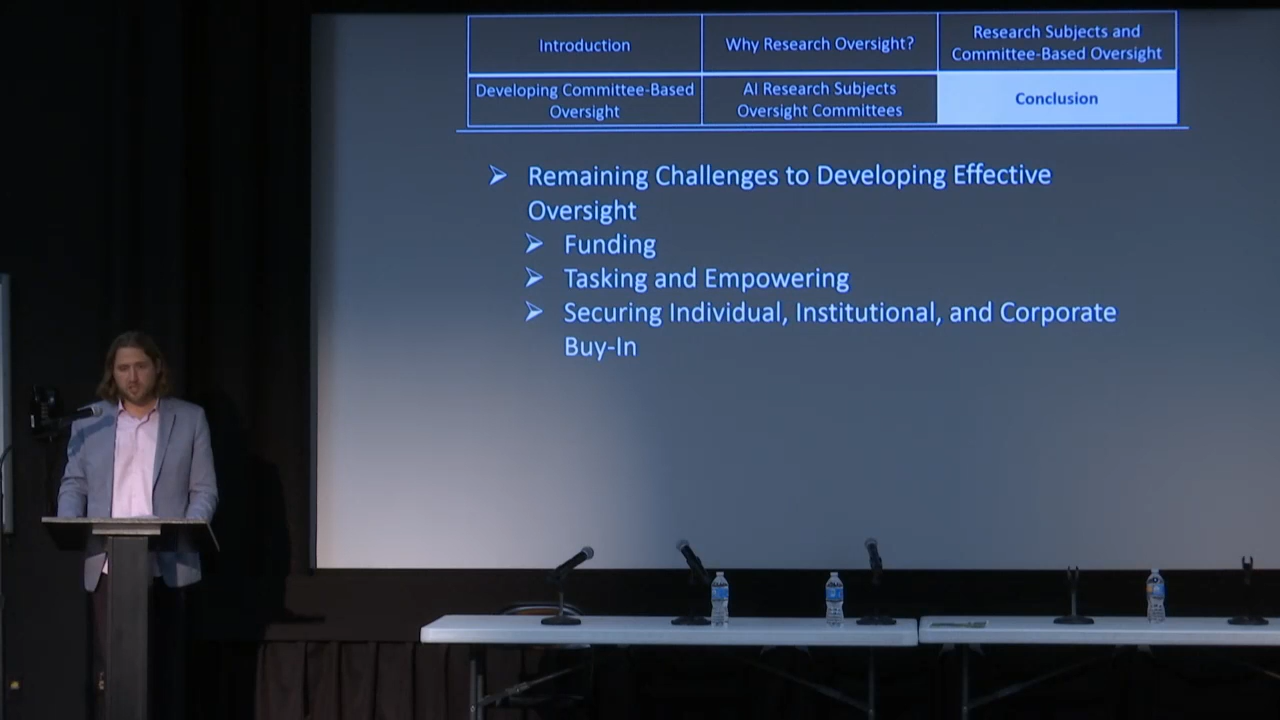 Introduction
Why Research Oversight?
Research Subjects and
Committee-Based Oversight
Developing Committee-Based
Oversight
AI Research Subjects
Oversight Committees
Conclusion
Remaining Challenges to Developing Effective
Oversight
Funding
Tasking and Empowering
Securing Individual, Institutional, and Corporate
Buy-In